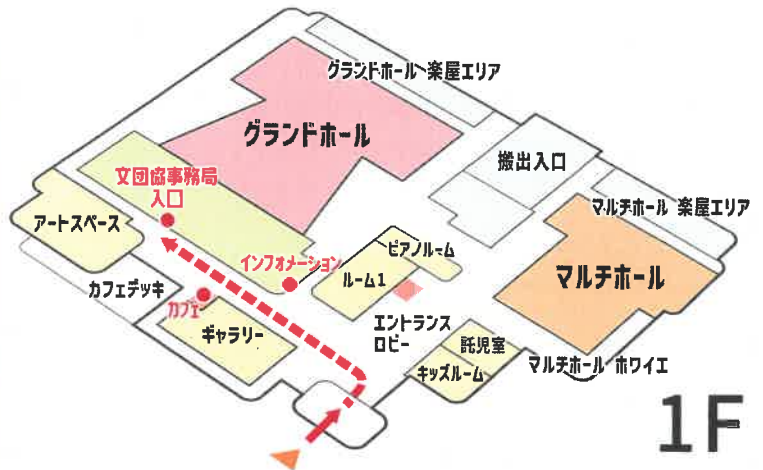 グランドホール 楽屋エリア
グランドホール
搬出入口
文団協事務局
入口
マルチホール 楽屋エリア
アートスペース
ピアノルーム
インフォメーション
ルーム1
マルチホール
カフェデッキ
カフェ
エントランス
ロビー
ギャラリー
託児室
キッズルーム
マルチホール ホワイエ
1F